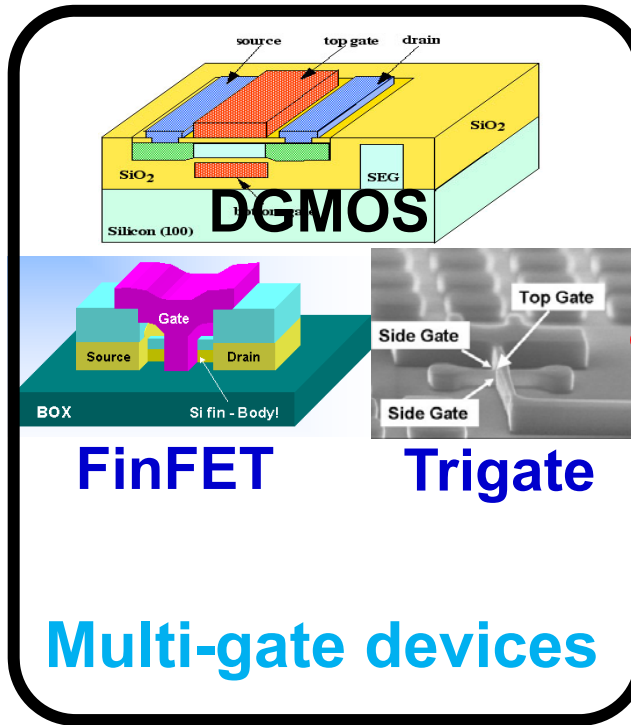 source top gate drain
SiO2
SiO2
SEG
DGMOS
Silicon (100)
Gate
Source Drain
BOX
Si fin - Body!
Top Gate
Side Gate
Side Gate
FinFET Trigate
Multi-gate devices